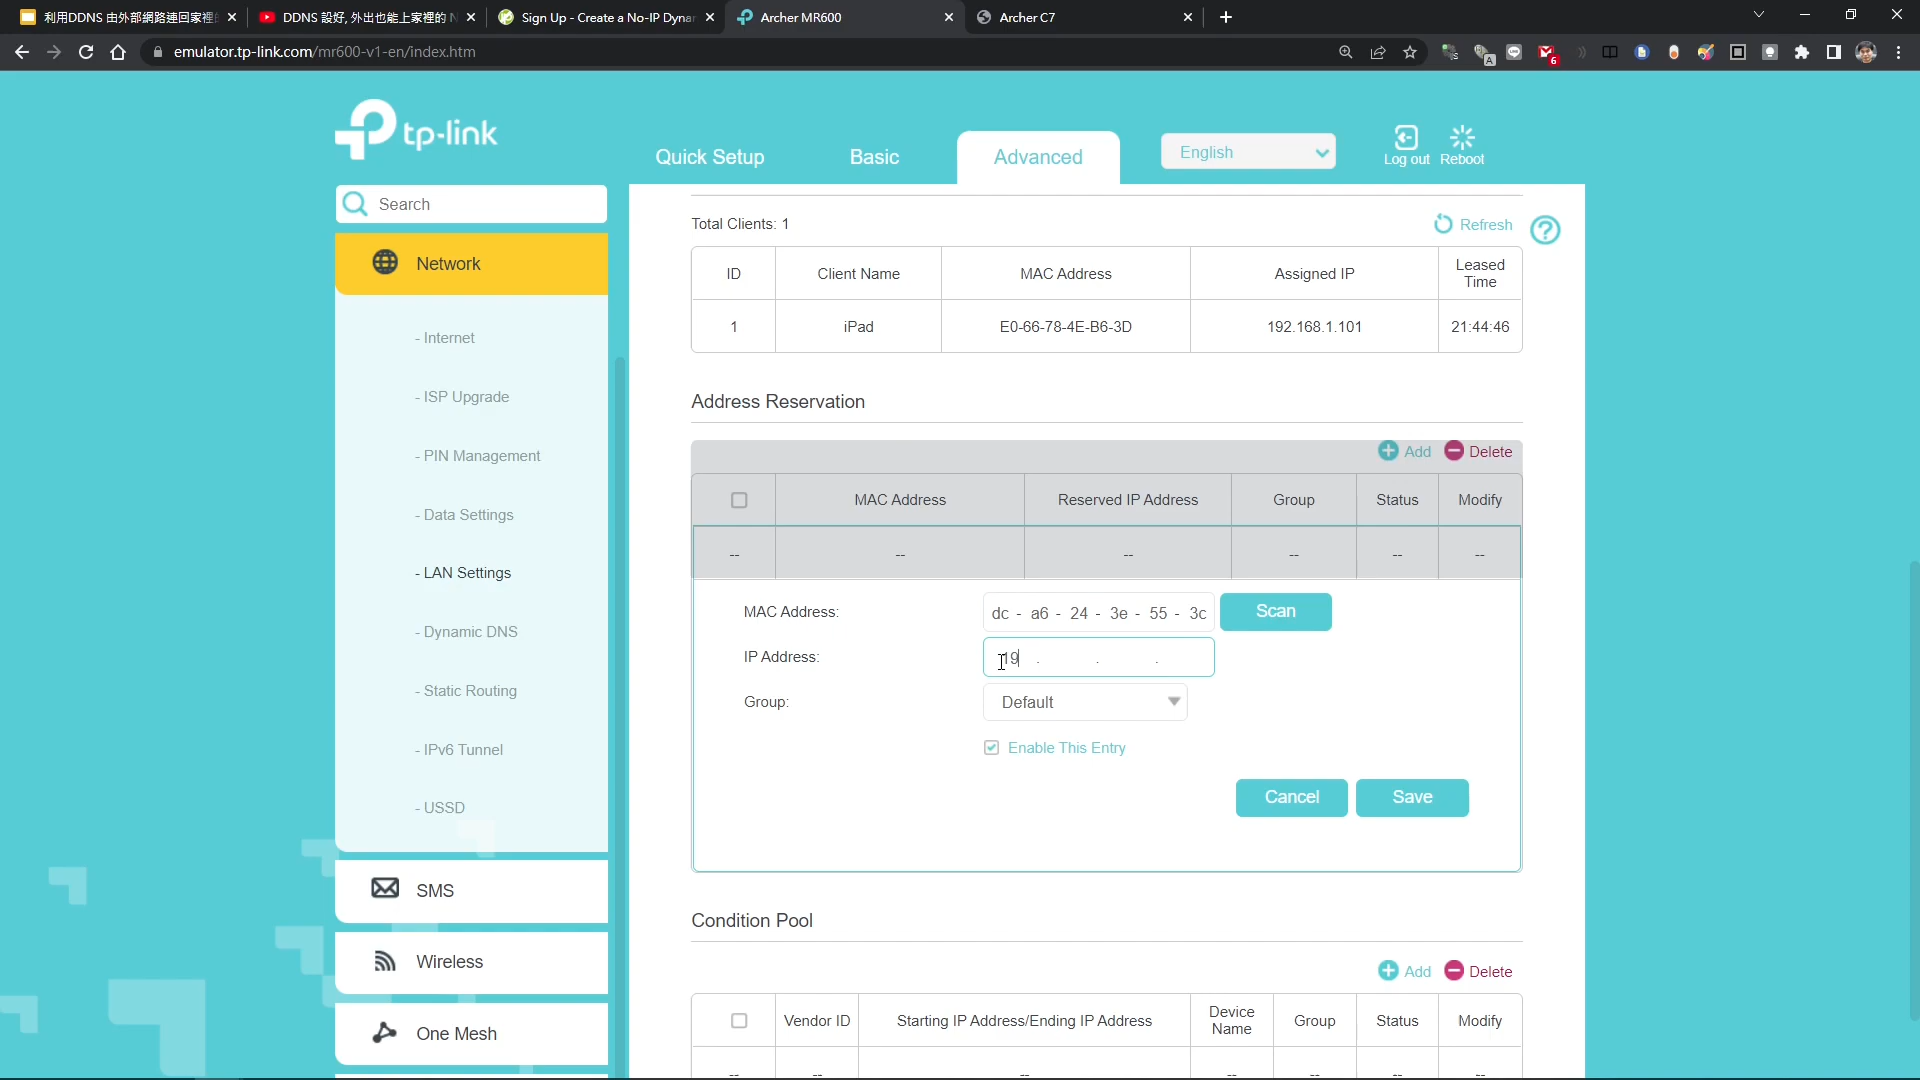 利用DDNS 由外部網路連回家裡
DDNS 設好, 外出也能上家裡的 N
Sign Up - Create a No-IP Dynar
Archer MR600
Archer C7
emulator.tp-link.com/mr600-v1-en/index.htm
A
6
tp-link
Quick Setup
Basic
Advanced
English
Log out
Reboot
Search
Network
- Internet
- ISP Upgrade
- PIN Management
- Data Settings
- LAN Settings
- Dynamic DNS
- Static Routing
- IPv6 Tunnel
- USSD
SMS
Wireless
One Mesh
Total Clients: 1
Refresh
?
ID Client Name MAC Address Assigned IP Leased Time
1 iPad E0-66-78-4E-B6-3D 192.168.1.101 21:44:46
Address Reservation
Add Delete
MAC Address Reserved IP Address Group Status Modify
-- -- -- -- -- --
MAC Address: dc - a6 - 24 - 3e - 55 - 3c Scan
IP Address: 19 . . .
Group: Default
Enable This Entry
Cancel Save
Condition Pool
Add Delete
Vendor ID Starting IP Address/Ending IP Address Device Name Group Status Modify
-- -- -- -- -- -- --